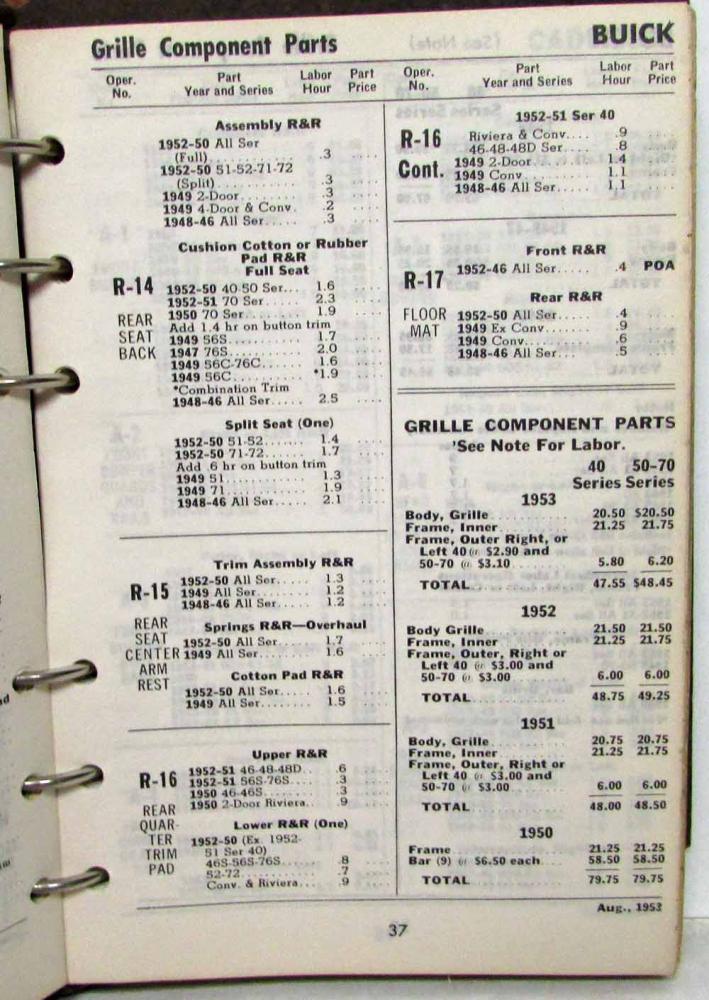 Grille Component Parts
BUICK
Oper. No.
Part Year and Series
Labor Hour
Part Price
Oper. No.
Part Year and Series
Labor Hour
Part Price
Assembly R&R
1952-50 All Ser
(Full)............ .3 ....
1952-50 51-52-71-72
(Split)........... .3 ....
1949 2-Door....... .3 ....
1949 4-Door & Conv. .2 ....
1948-46 All Ser.... .3 ....
R-14
REAR
SEAT
BACK
Cushion Cotton or Rubber
Pad R&R
Full Seat
1952-50 40-50 Ser... 1.6 ....
1952-51 70 Ser..... 2.3 ....
1950 70 Ser........ 1.9 ....
Add 1.4 hr on button trim
1949 56S........... 1.7 ....
1947 76S........... 2.0 ....
1949 56C-76C....... 1.6 ....
1949 56C........... *1.9 ....
*Combination Trim
1948-46 All Ser..... 2.5 ....
Split Seat (One)
1952-50 51-52....... 1.4 ....
1952-50 71-72....... 1.7 ....
Add .6 hr on button trim
1949 51............ 1.3 ....
1949 71............ 1.9 ....
1948-46 All Ser..... 2.1 ....
R-15
REAR
SEAT
CENTER
ARM
REST
Trim Assembly R&R
1952-50 All Ser..... 1.3 ....
1949 All Ser........ 1.2 ....
1948-46 All Ser..... 1.2 ....
Springs R&R—Overhaul
1952-50 All Ser..... 1.7 ....
1949 All Ser........ 1.6 ....
Cotton Pad R&R
1952-50 All Ser..... 1.6 ....
1949 All Ser........ 1.5 ....
R-16
REAR
QUAR-
TER
TRIM
PAD
Upper R&R
1952-51 46-48-48D.. .6 ....
1952-51 56S-76S.... .3 ....
1950 46-46S........ .3 ....
1950 2-Door Riviera.. .9 ....
Lower R&R (One)
1952-50 (Ex. 1952-
51 Ser 40)
46S-56S-76S....... .8 ....
52-72............. .7 ....
Conv. & Riviera.... .9 ....
R-16
Cont.
1952-51 Ser 40
Riviera & Conv.... .9 ....
46-48-48D Ser.... .8 ....
1949 2-Door....... 1.4 ....
1949 Conv......... 1.1 ....
1948-46 All Ser.... 1.1 ....
R-17
FLOOR
MAT
Front R&R
1952-46 All Ser..... .4 POA
Rear R&R
1952-50 All Ser..... .4 ....
1949 Ex Conv....... .9 ....
1949 Conv.......... .6 ....
1948-46 All Ser.... .5 ....
GRILLE COMPONENT PARTS
'See Note For Labor.
40 50-70
Series Series
1953
Body, Grille........ 20.50 $20.50
Frame, Inner........ 21.25 21.75
Frame, Outer Right, or
Left 40 @ $2.90 and
50-70 @ $3.10..... 5.80 6.20
TOTAL............. 47.55 $48.45
1952
Body Grille......... 21.50 21.50
Frame, Inner........ 21.25 21.75
Frame, Outer, Right or
Left 40 @ $3.00 and
50-70 @ $3.00..... 6.00 6.00
TOTAL............. 48.75 49.25
1951
Body, Grille........ 20.75 20.75
Frame, Inner........ 21.25 21.75
Frame, Outer, Right or
Left 40 @ $3.00 and
50-70 @ $3.00..... 6.00 6.00
TOTAL............. 48.00 48.50
1950
Frame.............. 21.25 21.25
Bar (9) @ $6.50 each.... 58.50 58.50
TOTAL............. 79.75 79.75
Aug., 1953
37